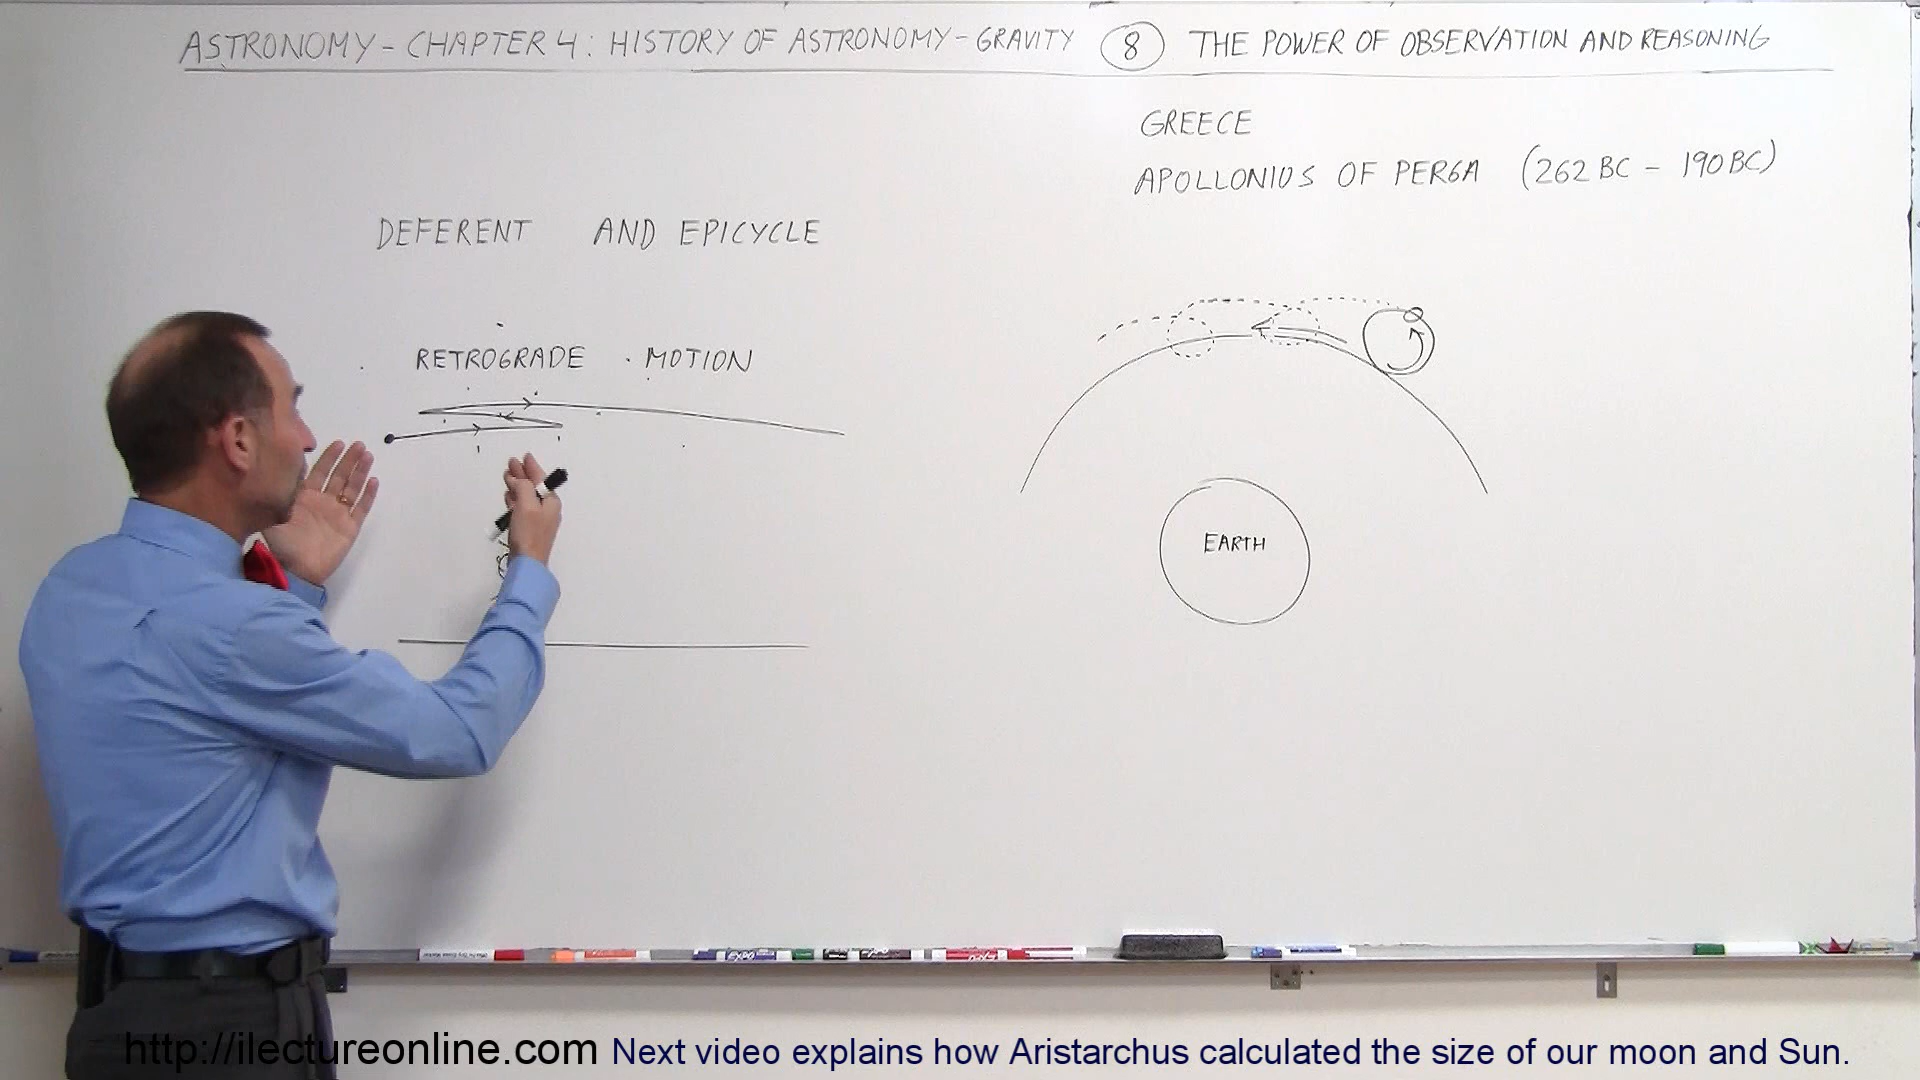 ASTRONOMY - CHAPTER 4: HISTORY OF ASTRONOMY - GRAVITY 8 THE POWER OF OBSERVATION AND REASONING
GREECE
APOLLONIUS OF PERGA (262 BC - 190 BC)
DEFERENT AND EPICYCLE
RETROGRADE MOTION
EARTH
EXPO
EXPO
http://ilectureonline.com Next video explains how Aristarchus calculated the size of our moon and Sun.